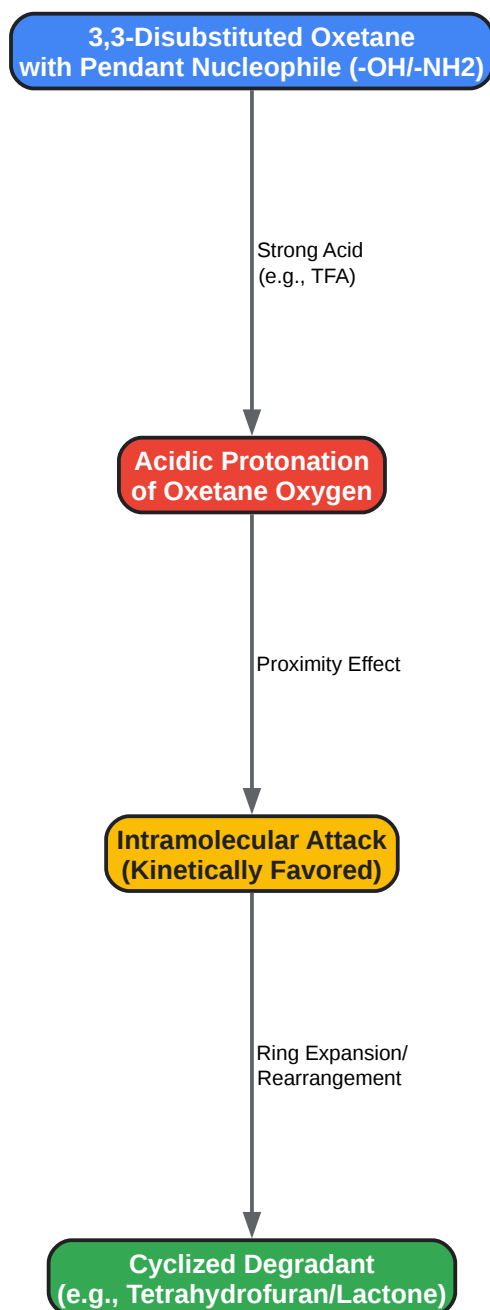 3,3-Disubstituted Oxetane
with Pendant Nucleophile (-OH/-NH2)
Strong Acid
(e.g., TFA)
Acidic Protonation
of Oxetane Oxygen
Proximity Effect
Intramolecular Attack
(Kinetically Favored)
Ring Expansion/
Rearrangement
Cyclized Degradant
(e.g., Tetrahydrofuran/Lactone)